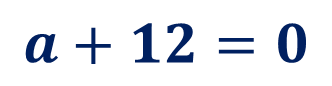 a + 12 = 0